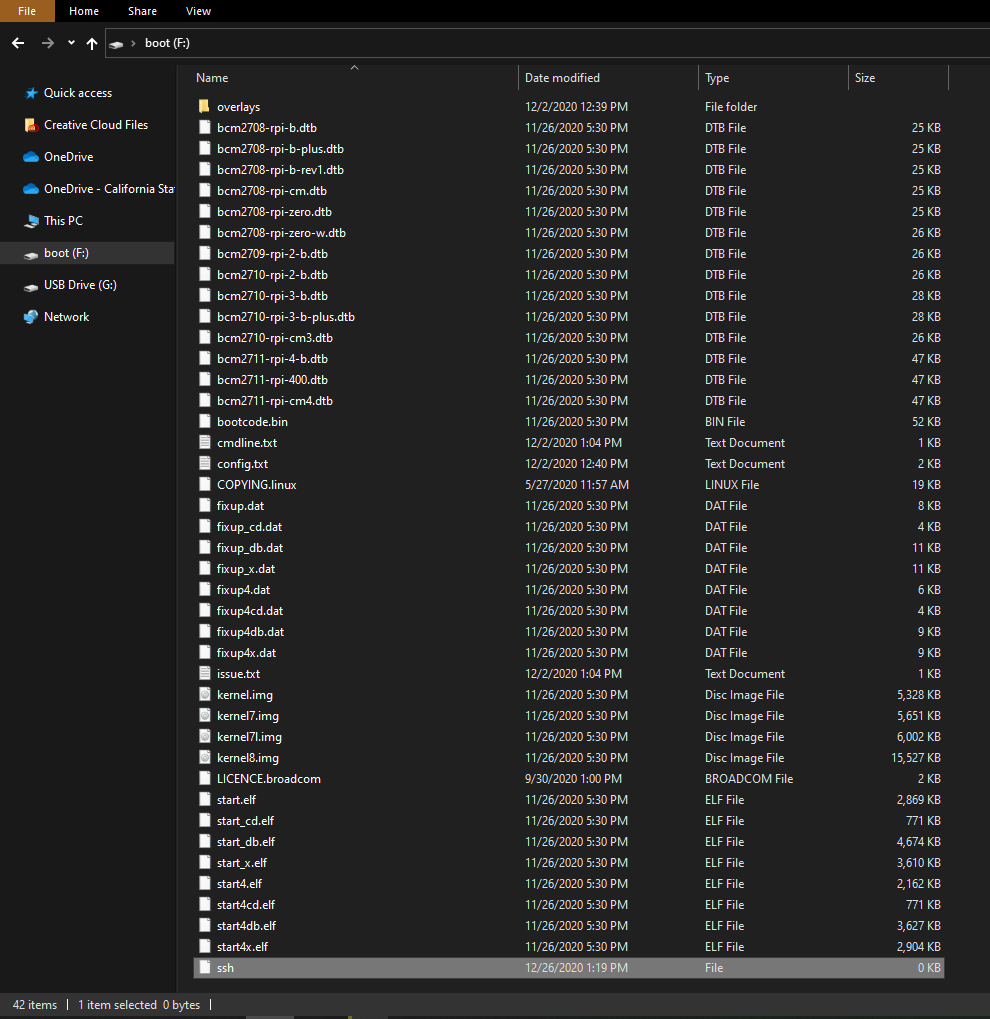 File Home Share View
boot (F:)
Name Date modified Type Size
Quick access
Creative Cloud Files
OneDrive
OneDrive - California Sta
This PC
boot (F:)
USB Drive (G:)
Network
overlays 12/2/2020 12:39 PM File folder
bcm2708-rpi-b.dtb 11/26/2020 5:30 PM DTB File 25 KB
bcm2708-rpi-b-plus.dtb 11/26/2020 5:30 PM DTB File 25 KB
bcm2708-rpi-b-rev1.dtb 11/26/2020 5:30 PM DTB File 25 KB
bcm2708-rpi-cm.dtb 11/26/2020 5:30 PM DTB File 25 KB
bcm2708-rpi-zero.dtb 11/26/2020 5:30 PM DTB File 25 KB
bcm2708-rpi-zero-w.dtb 11/26/2020 5:30 PM DTB File 26 KB
bcm2709-rpi-2-b.dtb 11/26/2020 5:30 PM DTB File 26 KB
bcm2710-rpi-2-b.dtb 11/26/2020 5:30 PM DTB File 26 KB
bcm2710-rpi-3-b.dtb 11/26/2020 5:30 PM DTB File 28 KB
bcm2710-rpi-3-b-plus.dtb 11/26/2020 5:30 PM DTB File 28 KB
bcm2710-rpi-cm3.dtb 11/26/2020 5:30 PM DTB File 26 KB
bcm2711-rpi-4-b.dtb 11/26/2020 5:30 PM DTB File 47 KB
bcm2711-rpi-400.dtb 11/26/2020 5:30 PM DTB File 47 KB
bcm2711-rpi-cm4.dtb 11/26/2020 5:30 PM DTB File 47 KB
bootcode.bin 11/26/2020 5:30 PM BIN File 52 KB
cmdline.txt 12/2/2020 1:04 PM Text Document 1 KB
config.txt 12/2/2020 12:40 PM Text Document 2 KB
COPYING.linux 5/27/2020 11:57 AM LINUX File 19 KB
fixup.dat 11/26/2020 5:30 PM DAT File 8 KB
fixup_cd.dat 11/26/2020 5:30 PM DAT File 4 KB
fixup_db.dat 11/26/2020 5:30 PM DAT File 11 KB
fixup_x.dat 11/26/2020 5:30 PM DAT File 11 KB
fixup4.dat 11/26/2020 5:30 PM DAT File 6 KB
fixup4cd.dat 11/26/2020 5:30 PM DAT File 4 KB
fixup4db.dat 11/26/2020 5:30 PM DAT File 9 KB
fixup4x.dat 11/26/2020 5:30 PM DAT File 9 KB
issue.txt 12/2/2020 1:04 PM Text Document 1 KB
kernel.img 11/26/2020 5:30 PM Disc Image File 5,328 KB
kernel7.img 11/26/2020 5:30 PM Disc Image File 5,651 KB
kernel7l.img 11/26/2020 5:30 PM Disc Image File 6,002 KB
kernel8.img 11/26/2020 5:30 PM Disc Image File 15,527 KB
LICENCE.broadcom 9/30/2020 1:00 PM BROADCOM File 2 KB
start.elf 11/26/2020 5:30 PM ELF File 2,869 KB
start_cd.elf 11/26/2020 5:30 PM ELF File 771 KB
start_db.elf 11/26/2020 5:30 PM ELF File 4,674 KB
start_x.elf 11/26/2020 5:30 PM ELF File 3,610 KB
start4.elf 11/26/2020 5:30 PM ELF File 2,162 KB
start4cd.elf 11/26/2020 5:30 PM ELF File 771 KB
start4db.elf 11/26/2020 5:30 PM ELF File 3,627 KB
start4x.elf 11/26/2020 5:30 PM ELF File 2,904 KB
ssh 12/26/2020 1:19 PM File 0 KB
42 items 1 item selected 0 bytes